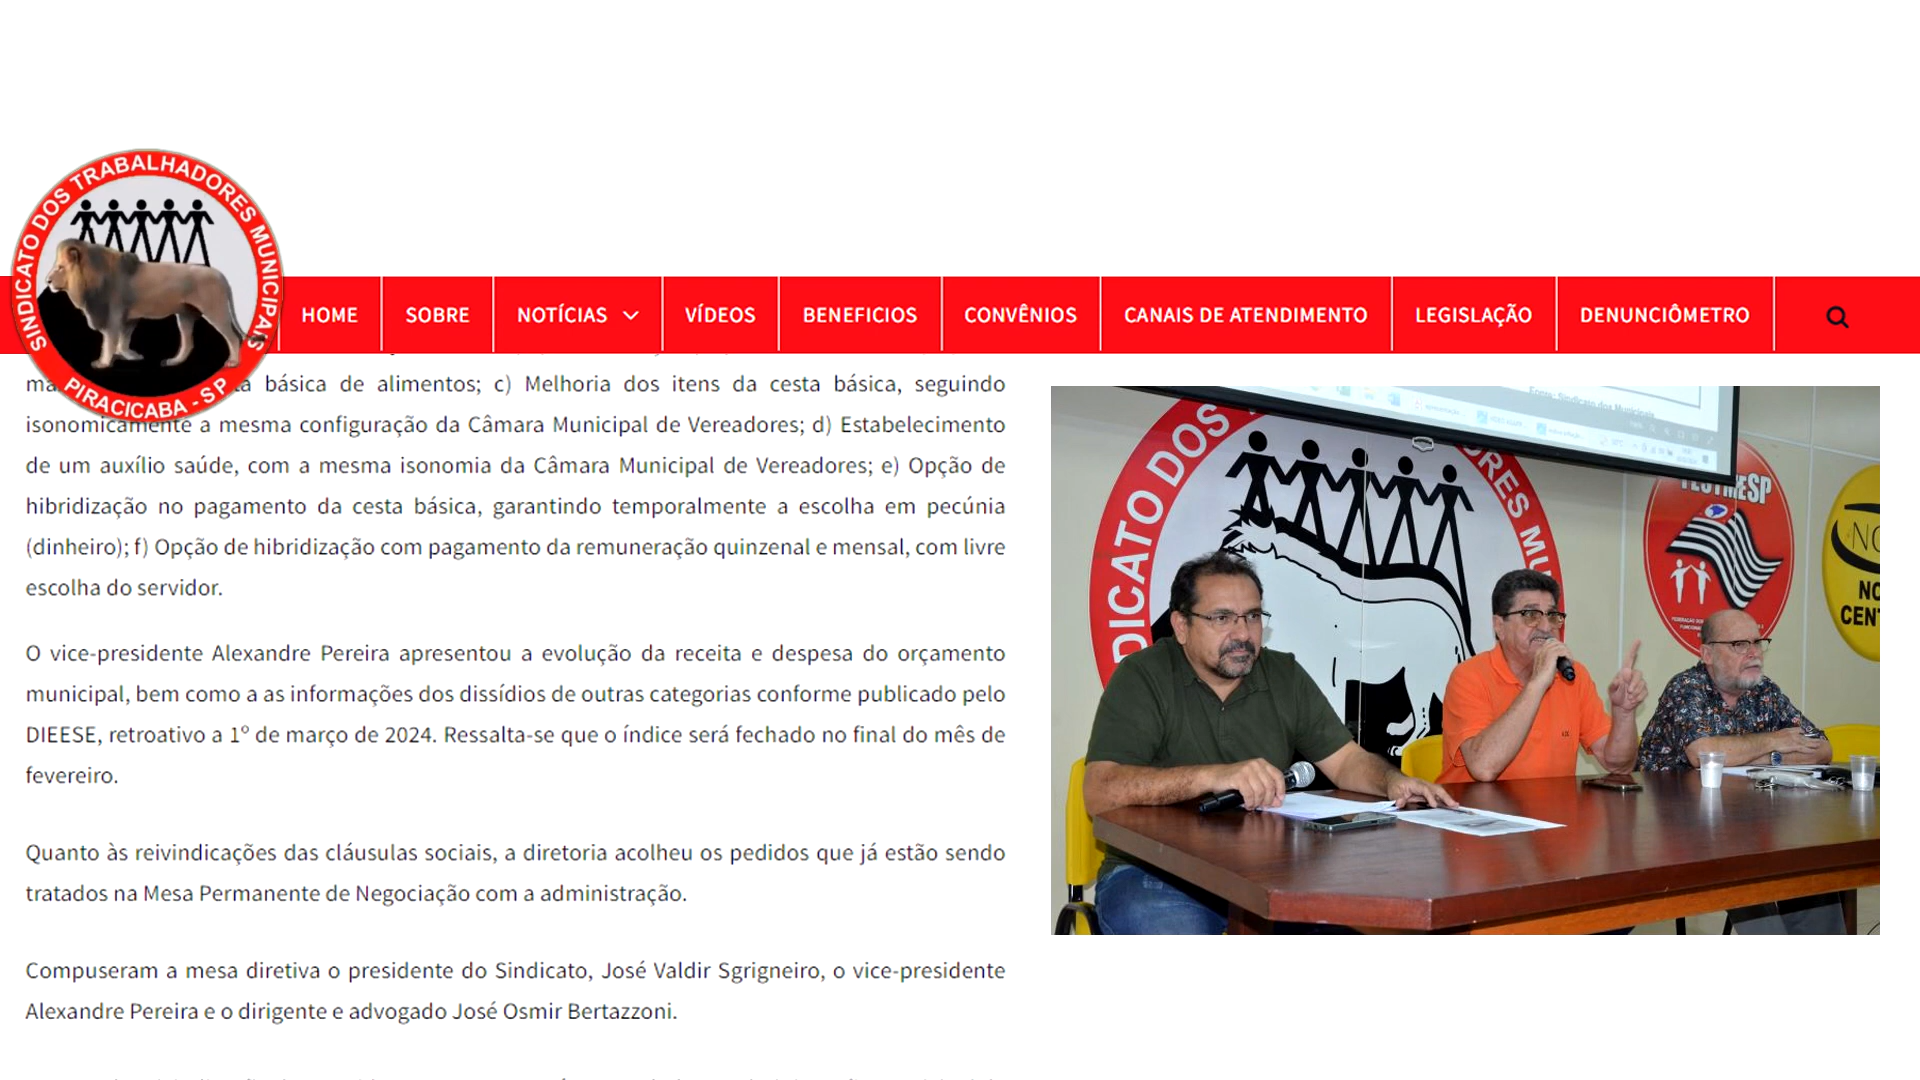 SINDICATO DOS TRABALHADORES MUNICIPAIS
PIRACICABA - SP
HOME
SOBRE
NOTÍCIAS
VÍDEOS
BENEFICIOS
CONVÊNIOS
CANAIS DE ATENDIMENTO
LEGISLAÇÃO
DENUNCIÔMETRO
básica de alimentos; c) Melhoria dos itens da cesta básica, seguindo
isonomicamente a mesma configuração da Câmara Municipal de Vereadores; d) Estabelecimento
de um auxílio saúde, com a mesma isonomia da Câmara Municipal de Vereadores; e) Opção de
hibridização no pagamento da cesta básica, garantindo temporalmente a escolha em pecúnia
(dinheiro); f) Opção de hibridização com pagamento da remuneração quinzenal e mensal, com livre
escolha do servidor.
O vice-presidente Alexandre Pereira apresentou a evolução da receita e despesa do orçamento
municipal, bem como a as informações dos dissídios de outras categorias conforme publicado pelo
DIEESE, retroativo a 1º de março de 2024. Ressalta-se que o índice será fechado no final do mês de
fevereiro.
Quanto às reivindicações das cláusulas sociais, a diretoria acolheu os pedidos que já estão sendo
tratados na Mesa Permanente de Negociação com a administração.
Compuseram a mesa diretiva o presidente do Sindicato, José Valdir Sgrigneiro, o vice-presidente
Alexandre Pereira e o dirigente e advogado José Osmir Bertazzoni.
DICATO DOS
ORES MU
NO
CENT